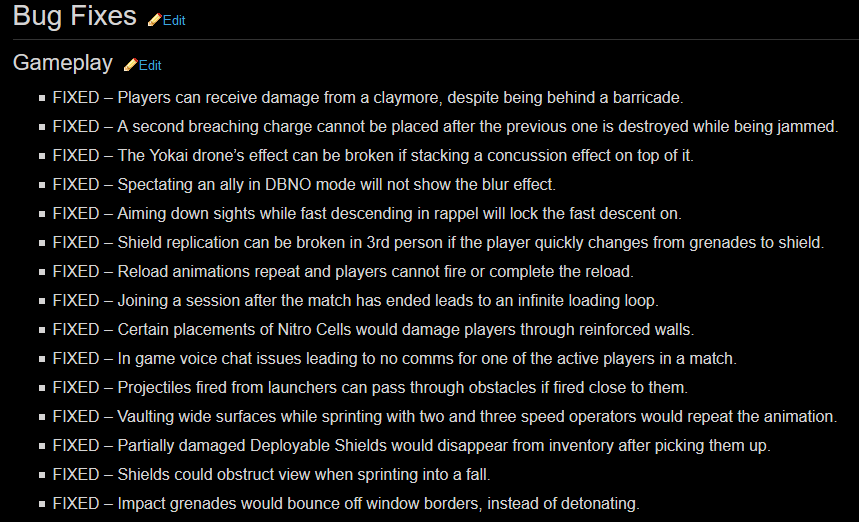 Bug Fixes Edit
Gameplay Edit
FIXED – Players can receive damage from a claymore, despite being behind a barricade.
FIXED – A second breaching charge cannot be placed after the previous one is destroyed while being jammed.
FIXED – The Yokai drone’s effect can be broken if stacking a concussion effect on top of it.
FIXED – Spectating an ally in DBNO mode will not show the blur effect.
FIXED – Aiming down sights while fast descending in rappel will lock the fast descent on.
FIXED – Shield replication can be broken in 3rd person if the player quickly changes from grenades to shield.
FIXED – Reload animations repeat and players cannot fire or complete the reload.
FIXED – Joining a session after the match has ended leads to an infinite loading loop.
FIXED – Certain placements of Nitro Cells would damage players through reinforced walls.
FIXED – In game voice chat issues leading to no comms for one of the active players in a match.
FIXED – Projectiles fired from launchers can pass through obstacles if fired close to them.
FIXED – Vaulting wide surfaces while sprinting with two and three speed operators would repeat the animation.
FIXED – Partially damaged Deployable Shields would disappear from inventory after picking them up.
FIXED – Shields could obstruct view when sprinting into a fall.
FIXED – Impact grenades would bounce off window borders, instead of detonating.